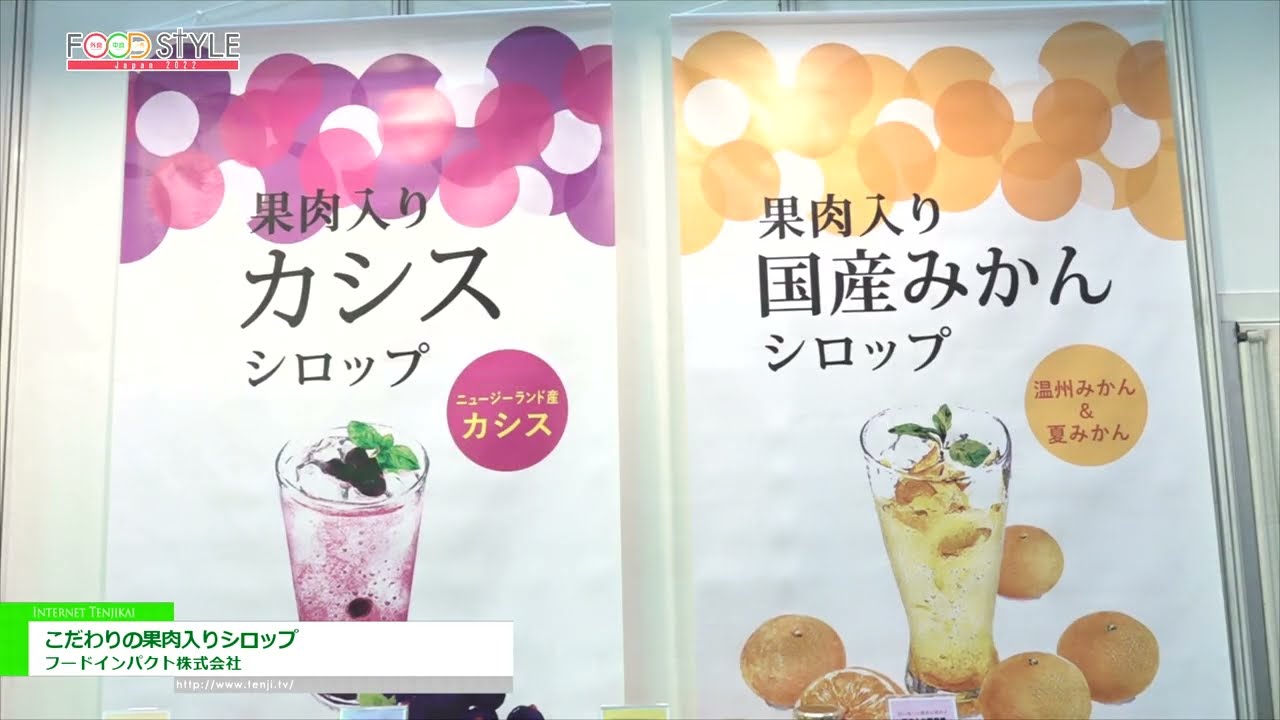 FOOD STYLE
外食 中食
Japan 2022
果肉入り
カシス
シロップ
ニュージーランド産
カシス
果肉入り
国産みかん
シロップ
温州みかん
&
夏みかん
INTERNET TENJIKAI
こだわりの果肉入りシロップ
フードインパクト株式会社
http://www.tenji.tv/